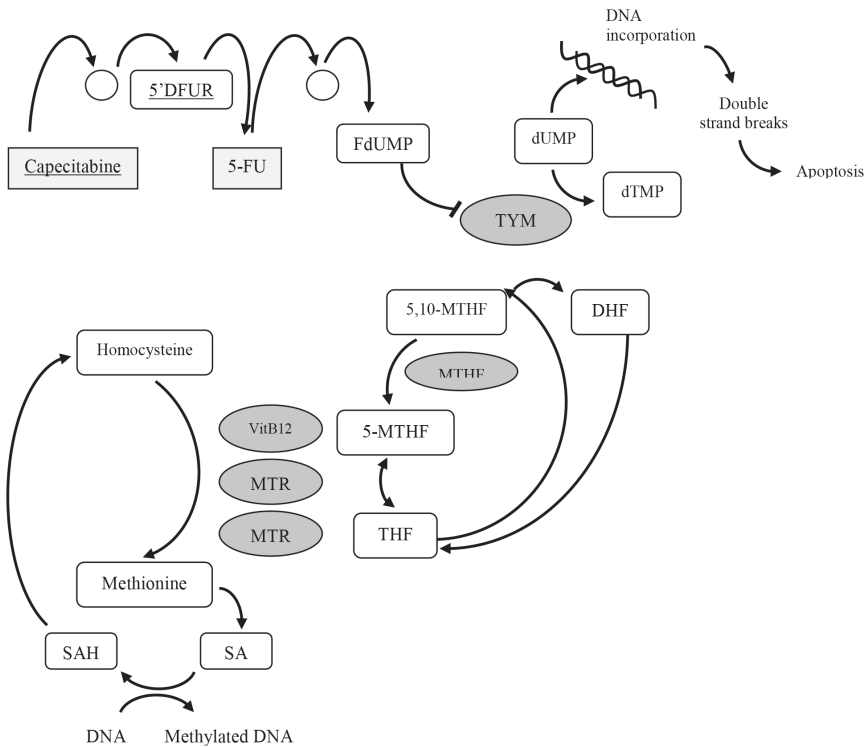 DNA
incorporation
5’DFUR
Double
strand breaks
Capecitabine
5-FU
FdUMP
dUMP
Apoptosis
dTMP
TYM
5,10-MTHF
DHF
Homocysteine
MTHF
VitB12
5-MTHF
MTR
MTR
THF
Methionine
SAH
SA
DNA
Methylated DNA